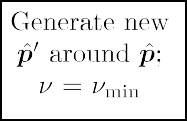 Generate new
p̂′ around p̂;
ν = ν_min